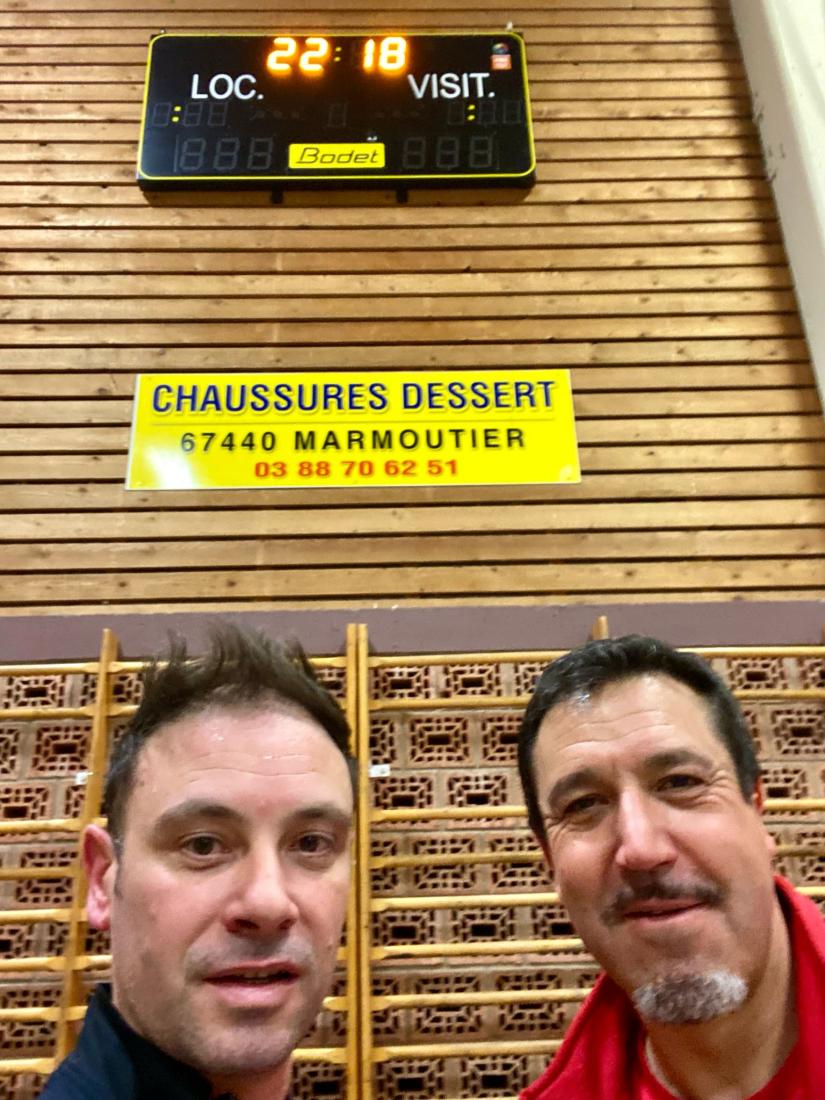 22:18
LOC. VISIT.
Bodet
CHAUSSURES DESSERT
67440 MARMOUTIER
03 88 70 62 51